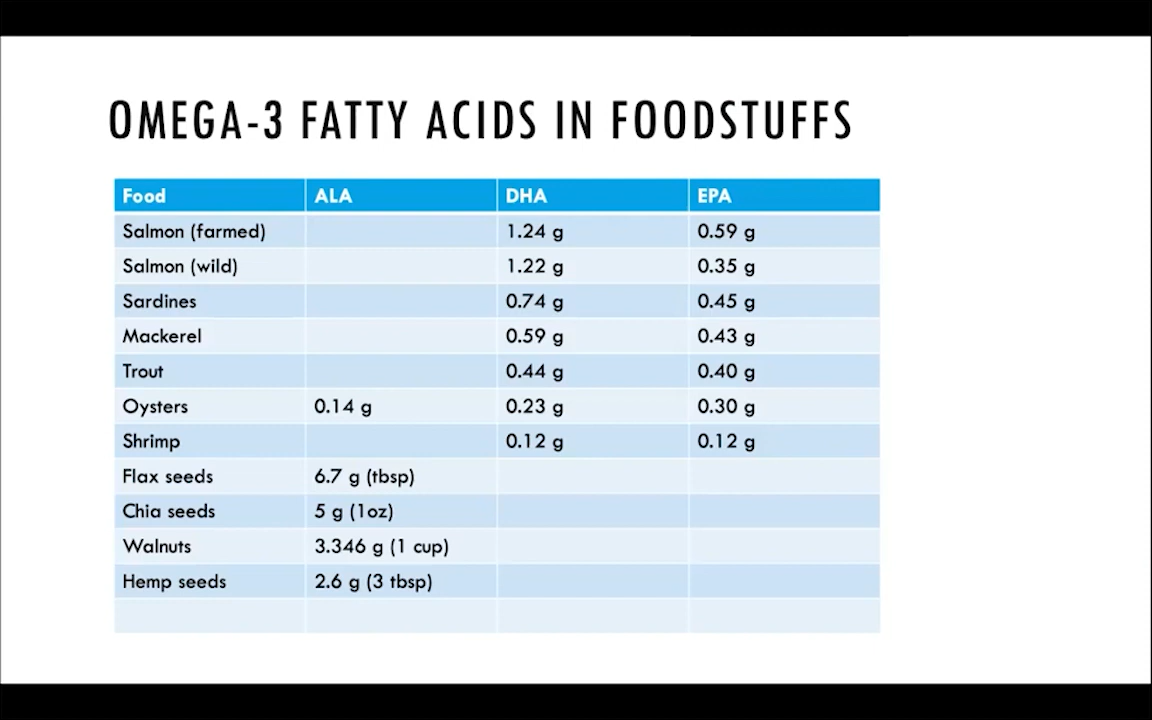 OMEGA-3 FATTY ACIDS IN FOODSTUFFS
Food ALA DHA EPA
Salmon (farmed) 1.24 g 0.59 g
Salmon (wild) 1.22 g 0.35 g
Sardines 0.74 g 0.45 g
Mackerel 0.59 g 0.43 g
Trout 0.44 g 0.40 g
Oysters 0.14 g 0.23 g 0.30 g
Shrimp 0.12 g 0.12 g
Flax seeds 6.7 g (tbsp)
Chia seeds 5 g (1oz)
Walnuts 3.346 g (1 cup)
Hemp seeds 2.6 g (3 tbsp)